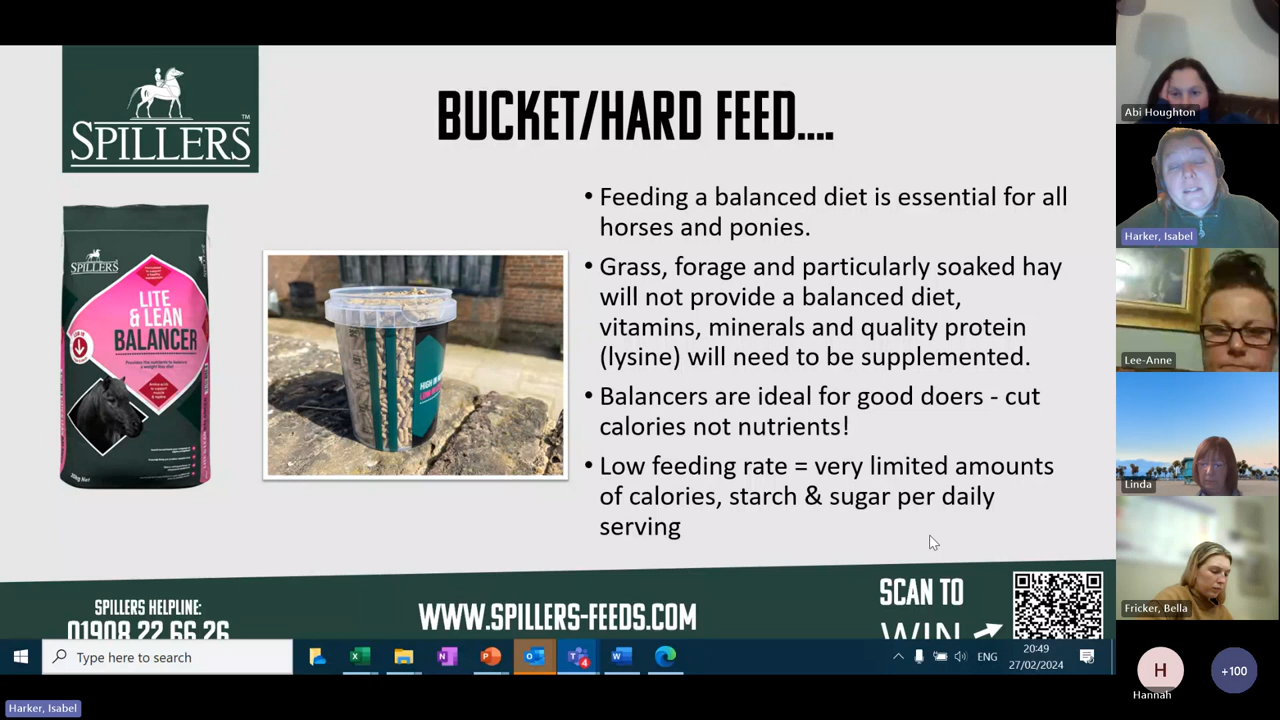 SPILLERS
TM
BUCKET/HARD FEED....
• Feeding a balanced diet is essential for all
horses and ponies.
• Grass, forage and particularly soaked hay
will not provide a balanced diet,
vitamins, minerals and quality protein
(lysine) will need to be supplemented.
• Balancers are ideal for good doers - cut
calories not nutrients!
• Low feeding rate = very limited amounts
of calories, starch & sugar per daily
serving
SPILLERS
LITE
& LEAN
BALANCER
HIGH IN
SPILLERS HELPLINE:
01908 22 66 26
WWW.SPILLERS-FEEDS.COM
SCAN TO
WIN
Type here to search
4
ENG
20:49
27/02/2024
Abi Houghton
Harker, Isabel
Lee-Anne
Linda
Fricker, Bella
H
Hannah
+100
Harker, Isabel